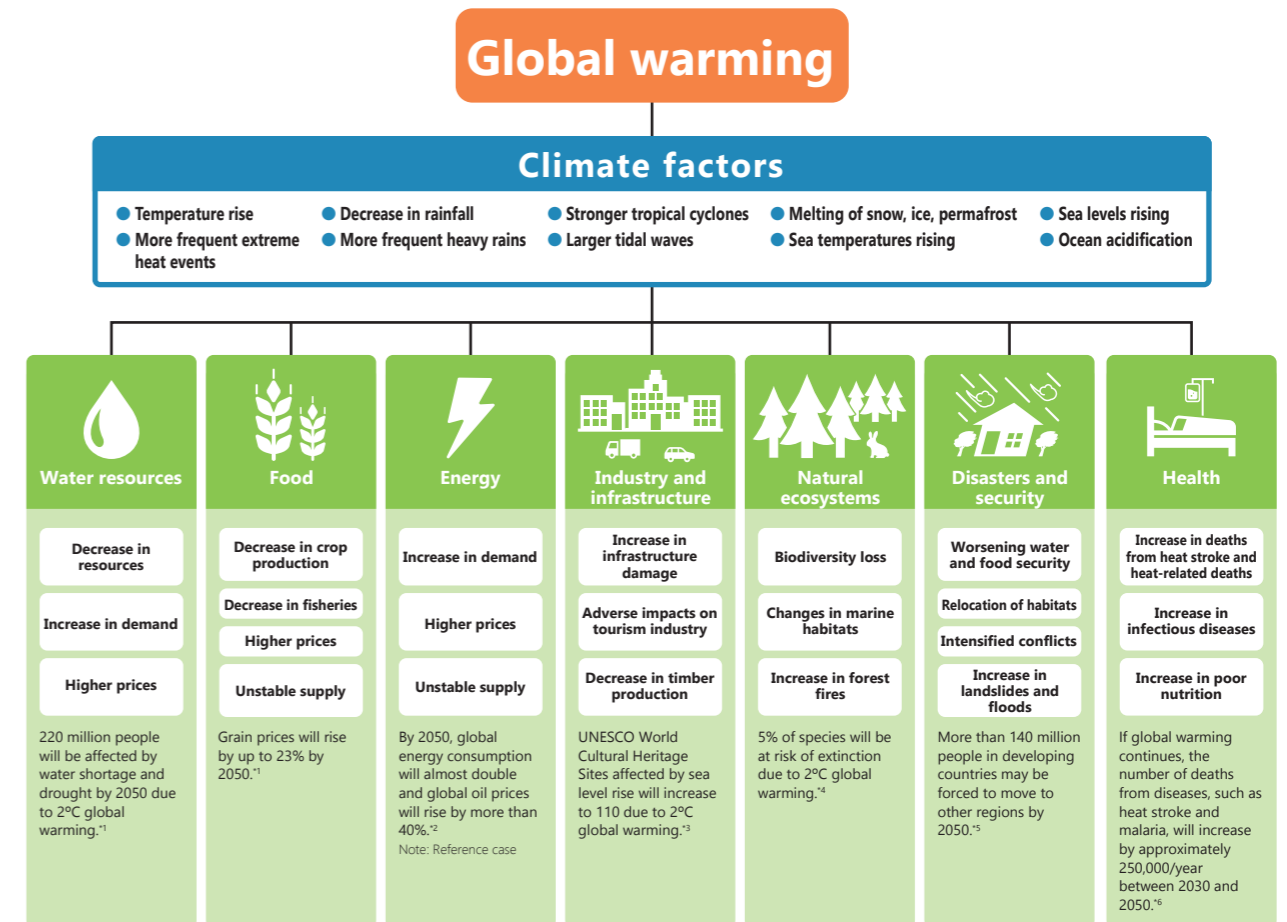 Global warming
Climate factors
● Temperature rise
● More frequent extreme
heat events
● Decrease in rainfall
● More frequent heavy rains
● Stronger tropical cyclones
● Larger tidal waves
● Melting of snow, ice, permafrost
● Sea temperatures rising
● Sea levels rising
● Ocean acidification
Water resources
Decrease in
resources
Increase in demand
Higher prices
220 million people
will be affected by
water shortage and
drought by 2050 due
to 2ºC global
warming.*1
Food
Decrease in crop
production
Decrease in fisheries
Higher prices
Unstable supply
Grain prices will rise
by up to 23% by
2050.*1
Energy
Increase in demand
Higher prices
Unstable supply
By 2050, global
energy consumption
will almost double
and global oil prices
will rise by more than
40%.*2
Note: Reference case
Industry and
infrastructure
Increase in
infrastructure
damage
Adverse impacts on
tourism industry
Decrease in timber
production
UNESCO World
Cultural Heritage
Sites affected by sea
level rise will increase
to 110 due to 2ºC
global warming.*3
Natural
ecosystems
Biodiversity loss
Changes in marine
habitats
Increase in forest
fires
5% of species will be
at risk of extinction
due to 2ºC global
warming.*4
Disasters and
security
Worsening water
and food security
Relocation of habitats
Intensified conflicts
Increase in
landslides and
floods
More than 140 million
people in developing
countries may be
forced to move to
other regions by
2050.*5
Health
Increase in deaths
from heat stroke and
heat-related deaths
Increase in
infectious diseases
Increase in poor
nutrition
If global warming
continues, the
number of deaths
from diseases, such as
heat stroke and
malaria, will increase
by approximately
250,000/year
between 2030 and
2050.*6